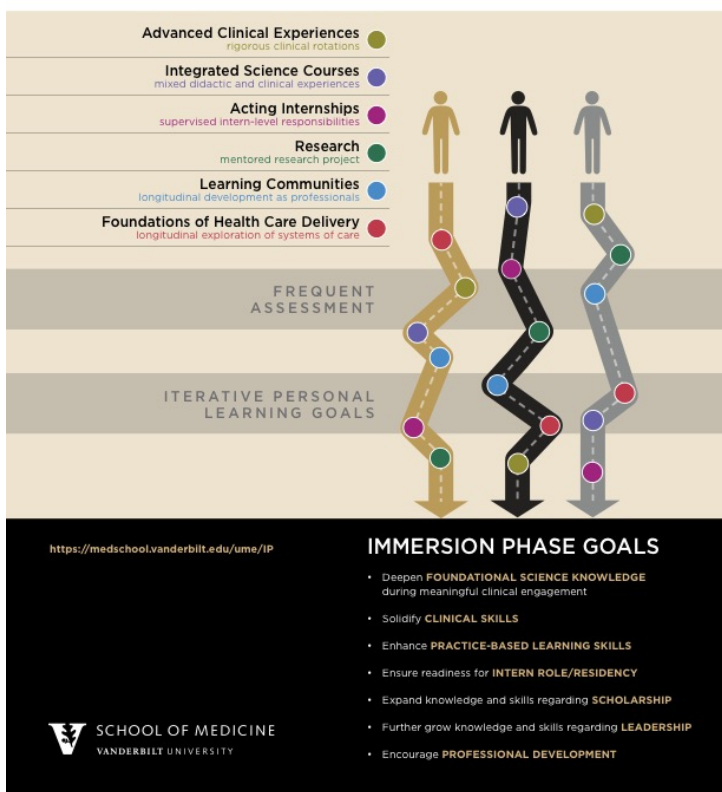 Advanced Clinical Experiences
rigorous clinical rotations
Integrated Science Courses
mixed didactic and clinical experiences
Acting Internships
supervised intern-level responsibilities
Research
mentored research project
Learning Communities
longitudinal development as professionals
Foundations of Health Care Delivery
longitudinal exploration of systems of care
FREQUENT
ASSESSMENT
ITERATIVE PERSONAL
LEARNING GOALS
https://medschool.vanderbilt.edu/ume/IP
IMMERSION PHASE GOALS
• Deepen FOUNDATIONAL SCIENCE KNOWLEDGE
during meaningful clinical engagement
• Solidify CLINICAL SKILLS
• Enhance PRACTICE-BASED LEARNING SKILLS
• Ensure readiness for INTERN ROLE/RESIDENCY
• Expand knowledge and skills regarding SCHOLARSHIP
• Further grow knowledge and skills regarding LEADERSHIP
• Encourage PROFESSIONAL DEVELOPMENT
V
SCHOOL OF MEDICINE
VANDERBILT UNIVERSITY